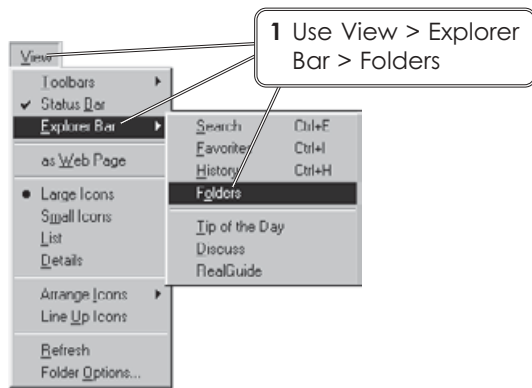 1 Use View > Explorer
Bar > Folders
View
Toolbars
Status Bar
Explorer Bar
as Web Page
Large Icons
Small Icons
List
Details
Arrange Icons
Line Up Icons
Refresh
Folder Options...
Search Ctrl+E
Favorites Ctrl+I
History Ctrl+H
Folders
Tip of the Day
Discuss
RealGuide